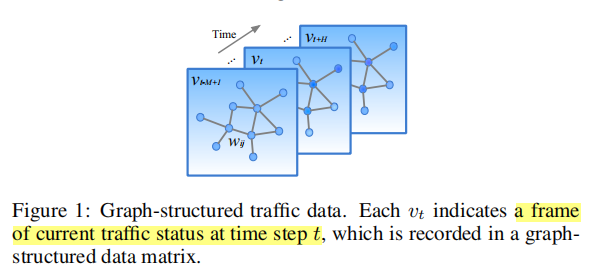 Time
v_{t-M+1}
v_t
v_{t+H}
w_{ij}
Figure 1: Graph-structured traffic data. Each v_t indicates a frame
of current traffic status at time step t, which is recorded in a graph-
structured data matrix.